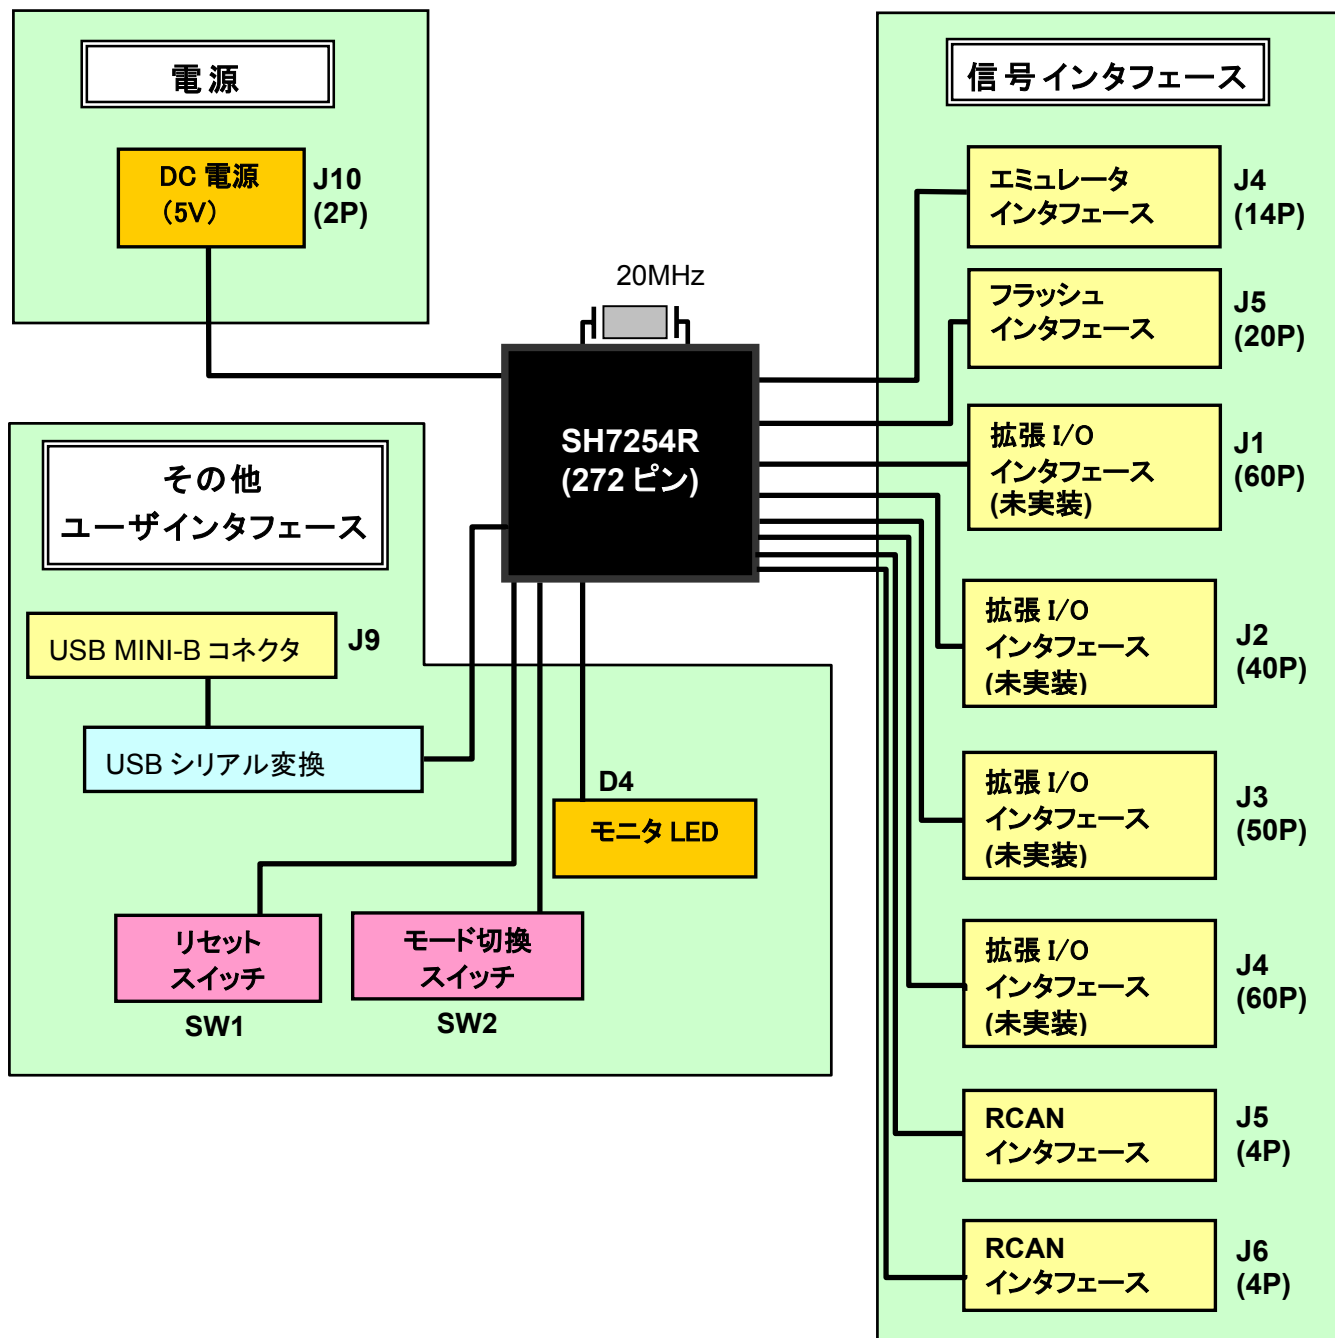 電源
DC 電源
(5V)
J10
(2P)
20MHz
SH7254R
(272 ピン)
その他
ユーザインタフェース
USB MINI-B コネクタ
J9
USB シリアル変換
D4
モニタ LED
リセット
スイッチ
SW1
モード切換
スイッチ
SW2
信号インタフェース
エミュレータ
インタフェース
J4
(14P)
フラッシュ
インタフェース
J5
(20P)
拡張 I/O
インタフェース
(未実装)
J1
(60P)
拡張 I/O
インタフェース
(未実装)
J2
(40P)
拡張 I/O
インタフェース
(未実装)
J3
(50P)
拡張 I/O
インタフェース
(未実装)
J4
(60P)
RCAN
インタフェース
J5
(4P)
RCAN
インタフェース
J6
(4P)